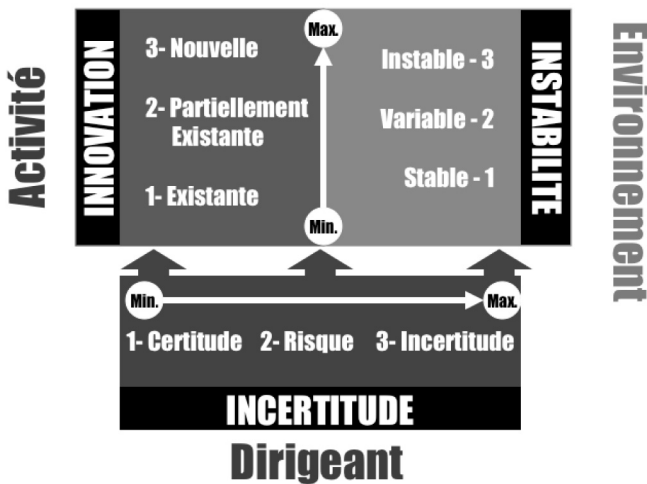 Activité
INNOVATION
3- Nouvelle
2- Partiellement
Existante
1- Existante
Max.
Min.
Instable - 3
Variable - 2
Stable - 1
INSTABILITE
Environnement
Min.
Max.
1- Certitude 2- Risque 3- Incertitude
INCERTITUDE
Dirigeant